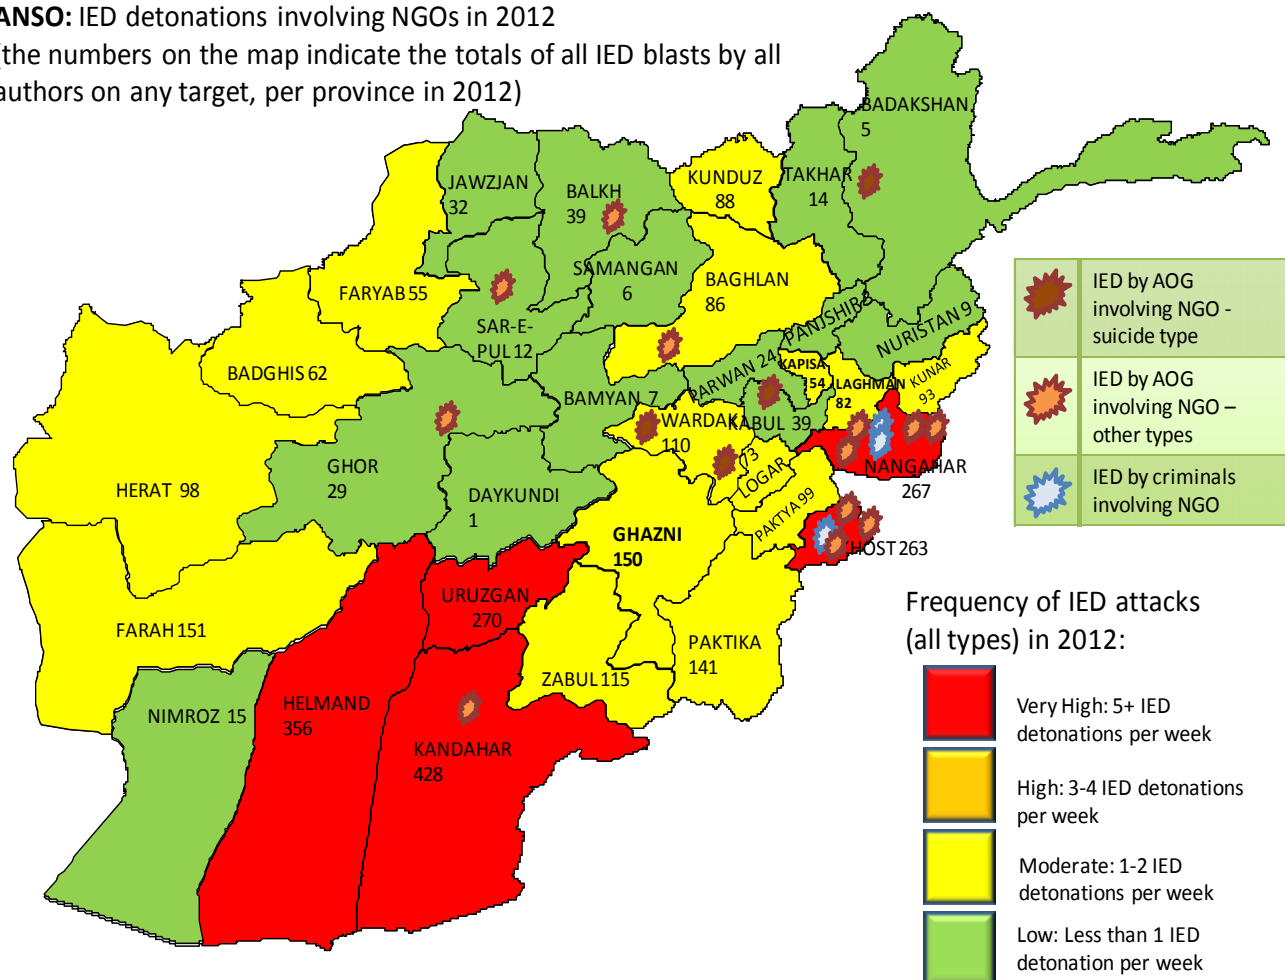 ANSO: IED detonations involving NGOs in 2012
(the numbers on the map indicate the totals of all IED blasts by all
authors on any target, per province in 2012)
BADAKSHAN
5
JAWZJAN
32
BALKH
39
KUNDUZ
88
TAKHAR
14
SAMANGAN
6
BAGHLAN
86
FARYAB 55
SAR-E-
PUL 12
PANJSHIR
NURISTAN 9
BADGHIS 62
BAMYAN 7
PARWAN 24
KAPISA
54
LAGHMAN
82
KUNAR
93
WARDAK
110
KABUL 39
GHOR
29
HERAT 98
DAYKUNDI
1
73
LOGAR
NANGAHAR
267
PAKTYA 99
GHAZNI
150
KHOST 263
URUZGAN
270
FARAH 151
PAKTIKA
141
ZABUL 115
NIMROZ 15
HELMAND
356
KANDAHAR
428
IED by AOG
involving NGO -
suicide type
IED by AOG
involving NGO –
other types
IED by criminals
involving NGO
Frequency of IED attacks
(all types) in 2012:
Very High: 5+ IED
detonations per week
High: 3-4 IED detonations
per week
Moderate: 1-2 IED
detonations per week
Low: Less than 1 IED
detonation per week